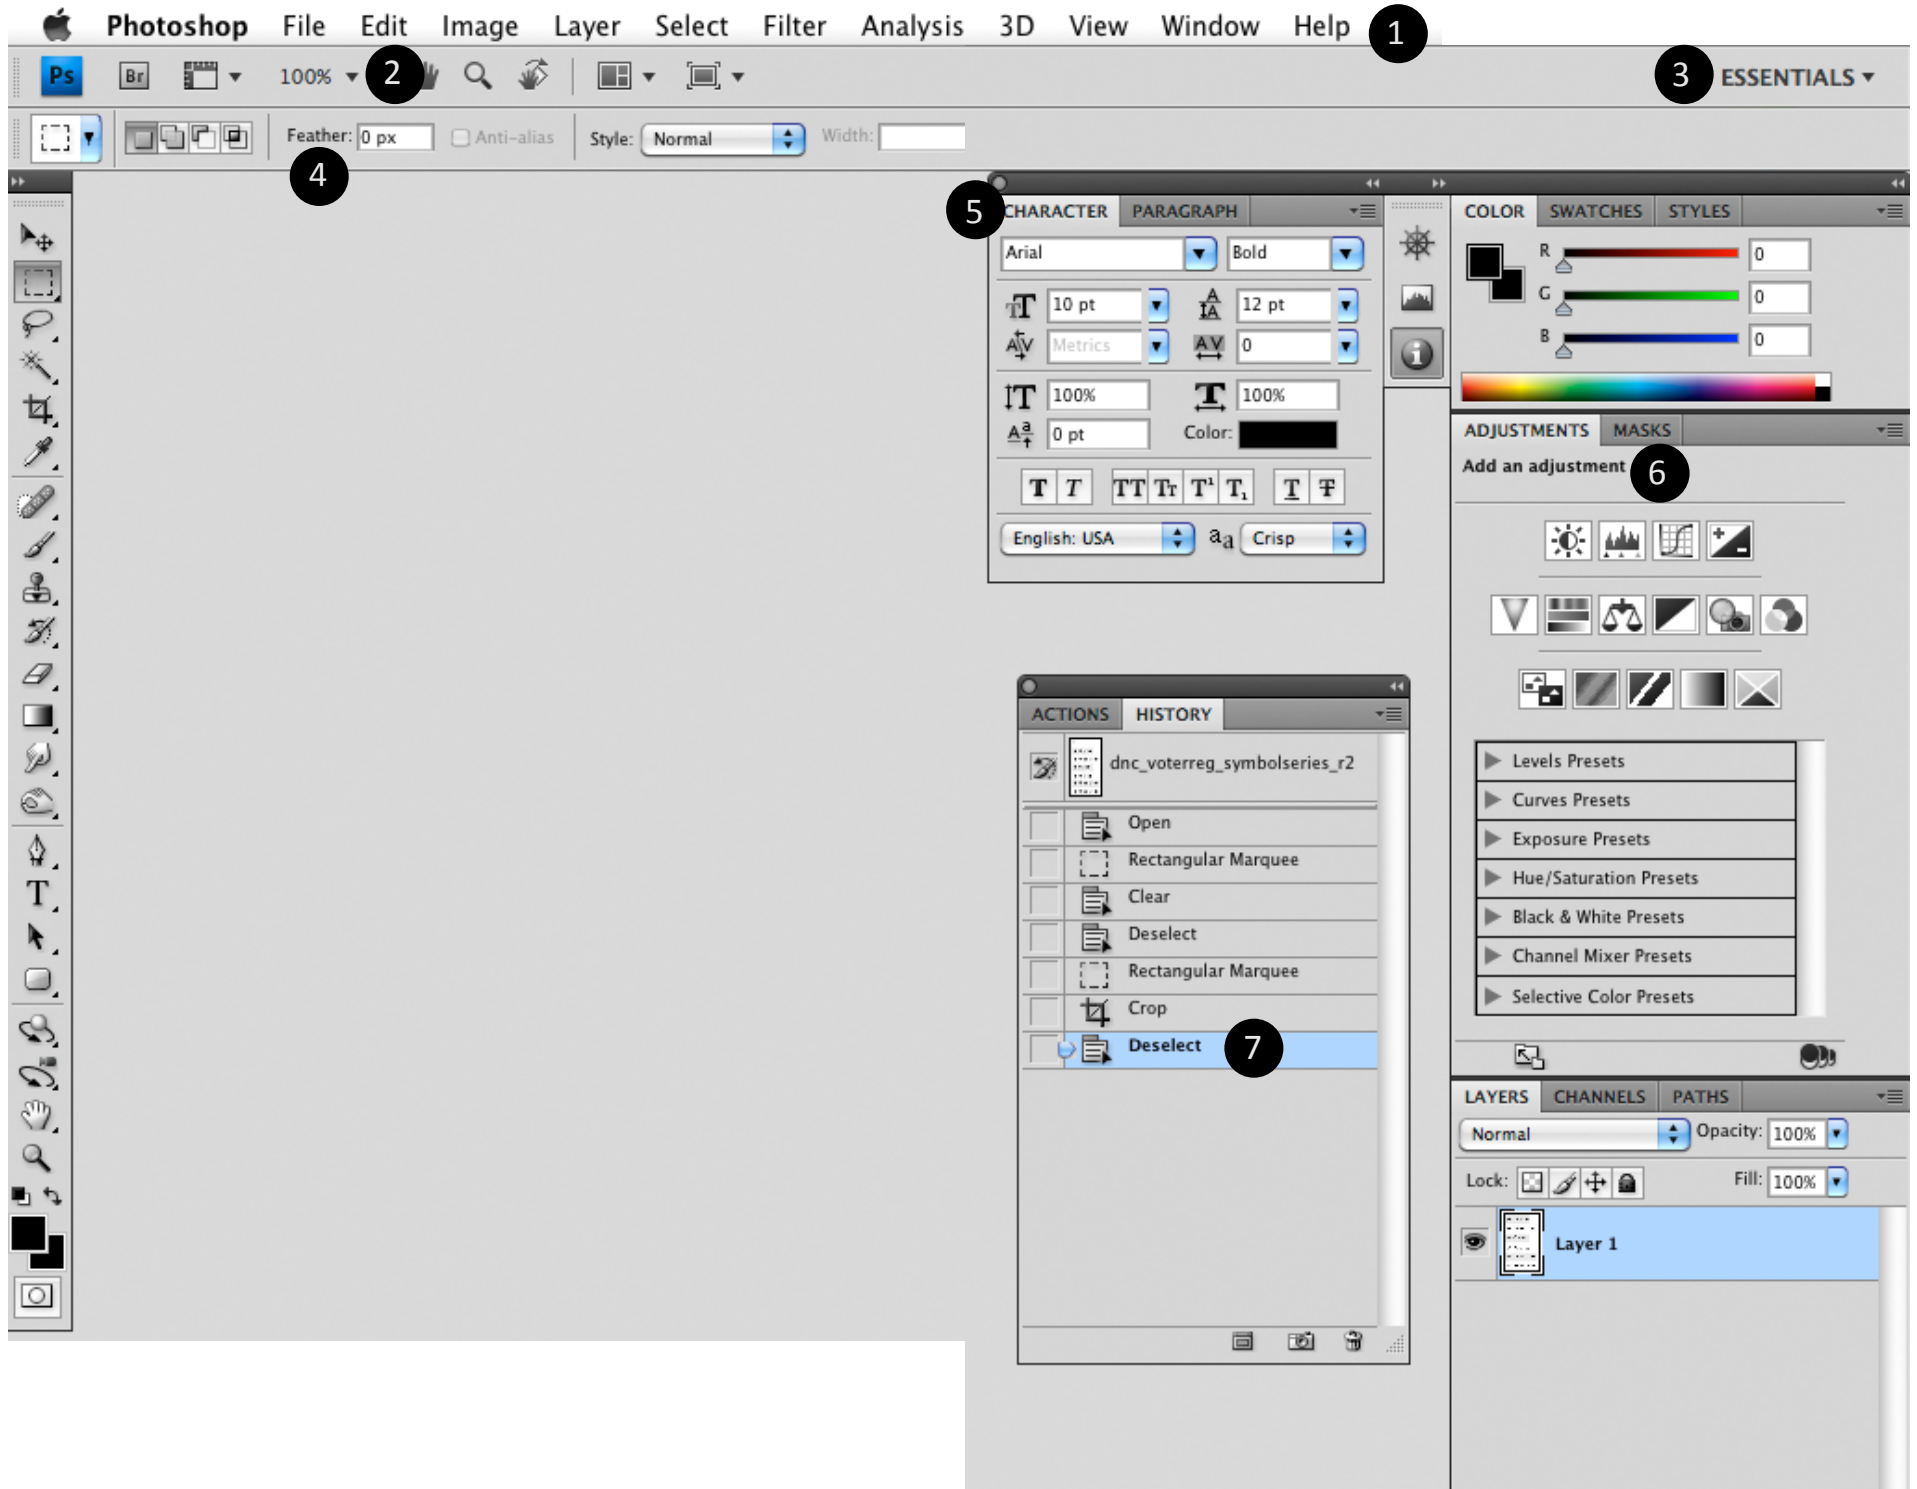 Photoshop File Edit Image Layer Select Filter Analysis 3D View Window Help 1
Ps Br 100% 2 3 ESSENTIALS
Feather: 0 px Anti-alias Style: Normal Width:
4
5 CHARACTER PARAGRAPH
Arial Bold
10 pt 12 pt
Metrics 0
100% 100%
0 pt Color:
T T TT Tr T¹ T₁ T T
English: USA aa Crisp
COLOR SWATCHES STYLES
R 0
G 0
B 0
ADJUSTMENTS MASKS
Add an adjustment 6
Levels Presets
Curves Presets
Exposure Presets
Hue/Saturation Presets
Black & White Presets
Channel Mixer Presets
Selective Color Presets
ACTIONS HISTORY
dnc_voterreg_symbolseries_r2
Open
Rectangular Marquee
Clear
Deselect
Rectangular Marquee
Crop
Deselect 7
LAYERS CHANNELS PATHS
Normal Opacity: 100%
Lock: Fill: 100%
Layer 1